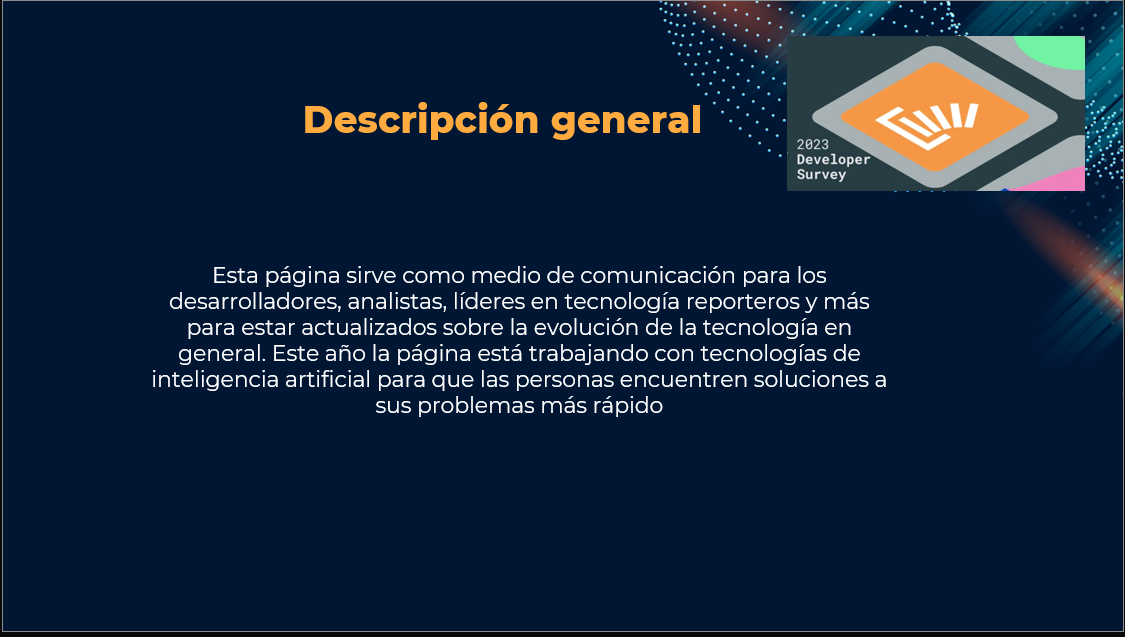 Descripción general
2023
Developer
Survey
Esta página sirve como medio de comunicación para los
desarrolladores, analistas, líderes en tecnología reporteros y más
para estar actualizados sobre la evolución de la tecnología en
general. Este año la página está trabajando con tecnologías de
inteligencia artificial para que las personas encuentren soluciones a
sus problemas más rápido